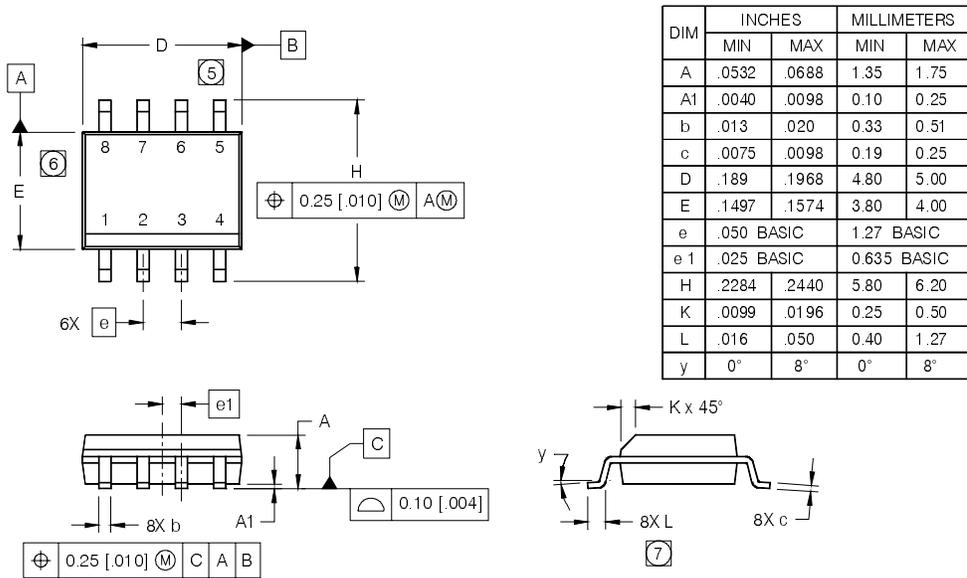 D
B
5
A
8 7 6 5
6
E
H
⌖ 0.25 [.010] Ⓜ A Ⓜ
1 2 3 4
6X e
DIM INCHES MILLIMETERS
MIN MAX MIN MAX
A .0532 .0688 1.35 1.75
A1 .0040 .0098 0.10 0.25
b .013 .020 0.33 0.51
c .0075 .0098 0.19 0.25
D .189 .1968 4.80 5.00
E .1497 .1574 3.80 4.00
e .050 BASIC 1.27 BASIC
e 1 .025 BASIC 0.635 BASIC
H .2284 .2440 5.80 6.20
K .0099 .0196 0.25 0.50
L .016 .050 0.40 1.27
y 0° 8° 0° 8°
e1
A
C
⌓ 0.10 [.004]
A1
8X b
⌖ 0.25 [.010] Ⓜ C A B
K x 45°
y
8X L
8X c
7